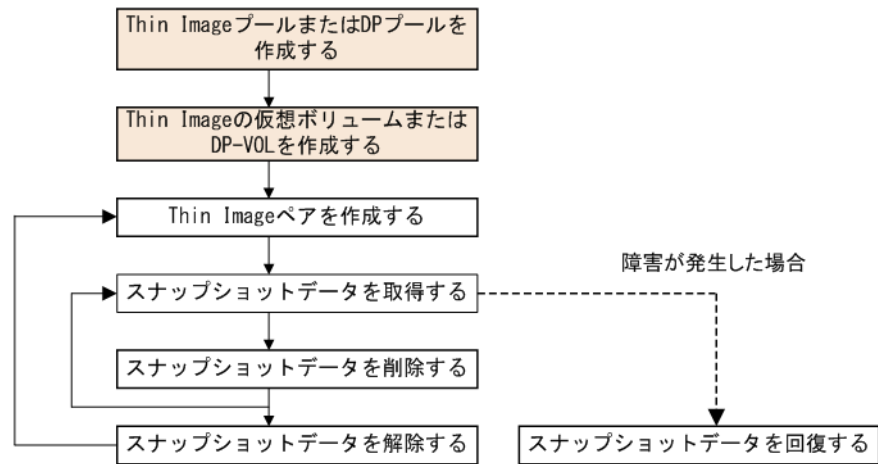 Thin ImageプールまたはDPプールを
作成する
Thin Imageの仮想ボリュームまたは
DP-VOLを作成する
Thin Imageペアを作成する
障害が発生した場合
スナップショットデータを取得する
スナップショットデータを削除する
スナップショットデータを解除する
スナップショットデータを回復する